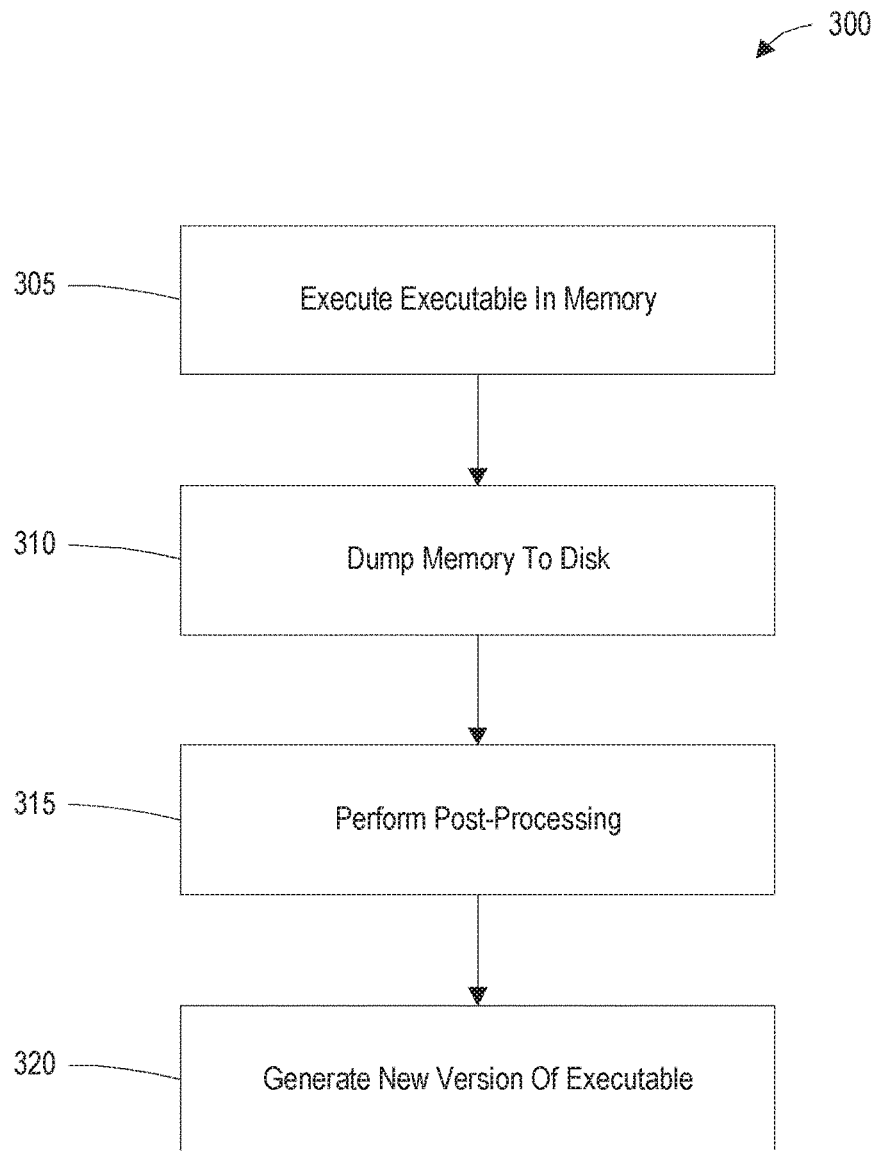 300
305
Execute Executable In Memory
310
Dump Memory To Disk
315
Perform Post-Processing
320
Generate New Version Of Executable